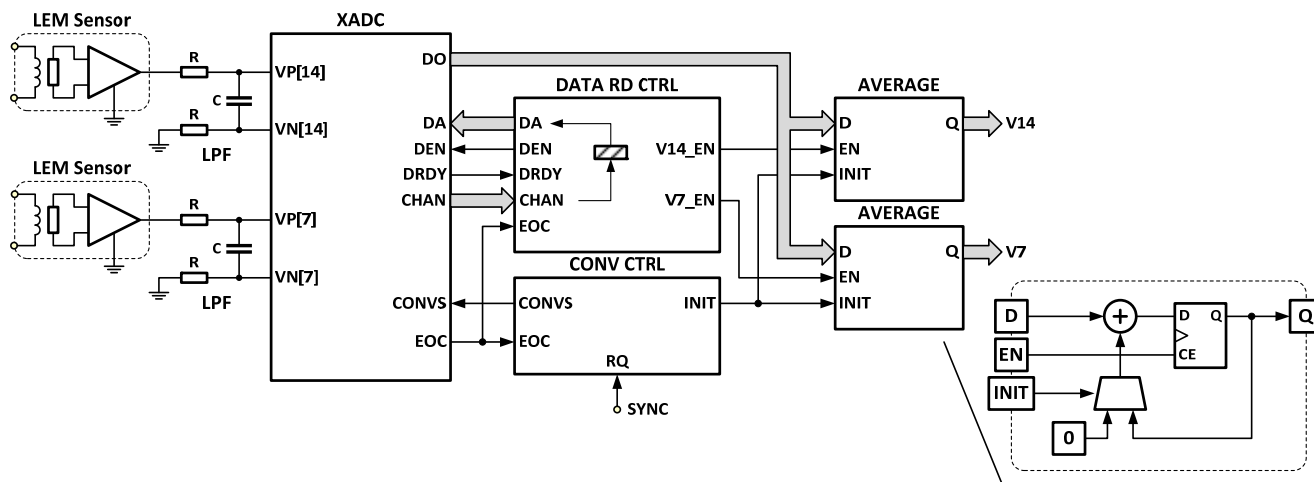 LEM Sensor
R
C
R
LPF
LEM Sensor
R
C
R
LPF
XADC
VP[14]
VN[14]
VP[7]
VN[7]
DO
DA
DEN
DRDY
CHAN
CONVS
EOC
DATA RD CTRL
DA
DEN
DRDY
CHAN
EOC
V14_EN
V7_EN
CONV CTRL
CONVS
EOC
INIT
RQ
SYNC
AVERAGE
D
EN
INIT
Q
V14
AVERAGE
D
EN
INIT
Q
V7
D
EN
INIT
0
+
D
Q
CE
Q